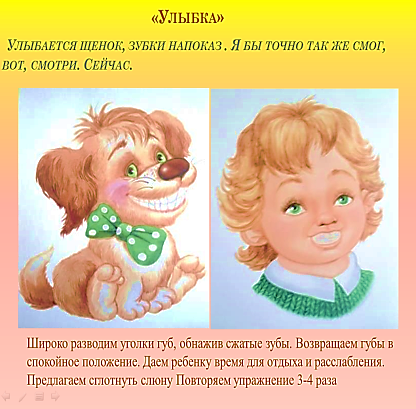 «Улыбка»
Улыбается щенок, зубки напоказ . Я бы точно так же смог,
вот, смотри. Сейчас.
Широко разводим уголки губ, обнажив сжатые зубы. Возвращаем губы в
спокойное положение. Даем ребенку время для отдыха и расслабления.
Предлагаем сглотнуть слюну Повторяем упражнение 3-4 раза